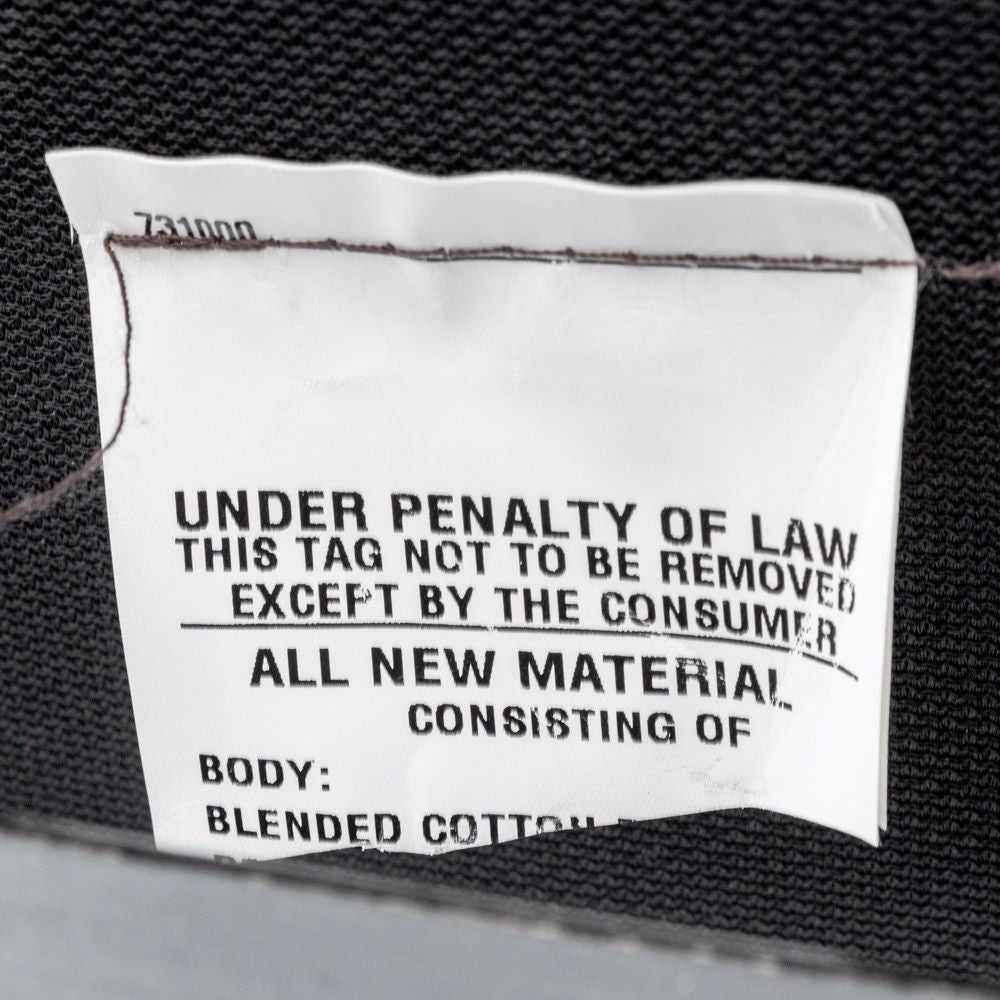 731000
UNDER PENALTY OF LAW
THIS TAG NOT TO BE REMOVED
EXCEPT BY THE CONSUMER
ALL NEW MATERIAL
CONSISTING OF
BODY:
BLENDED COTTON